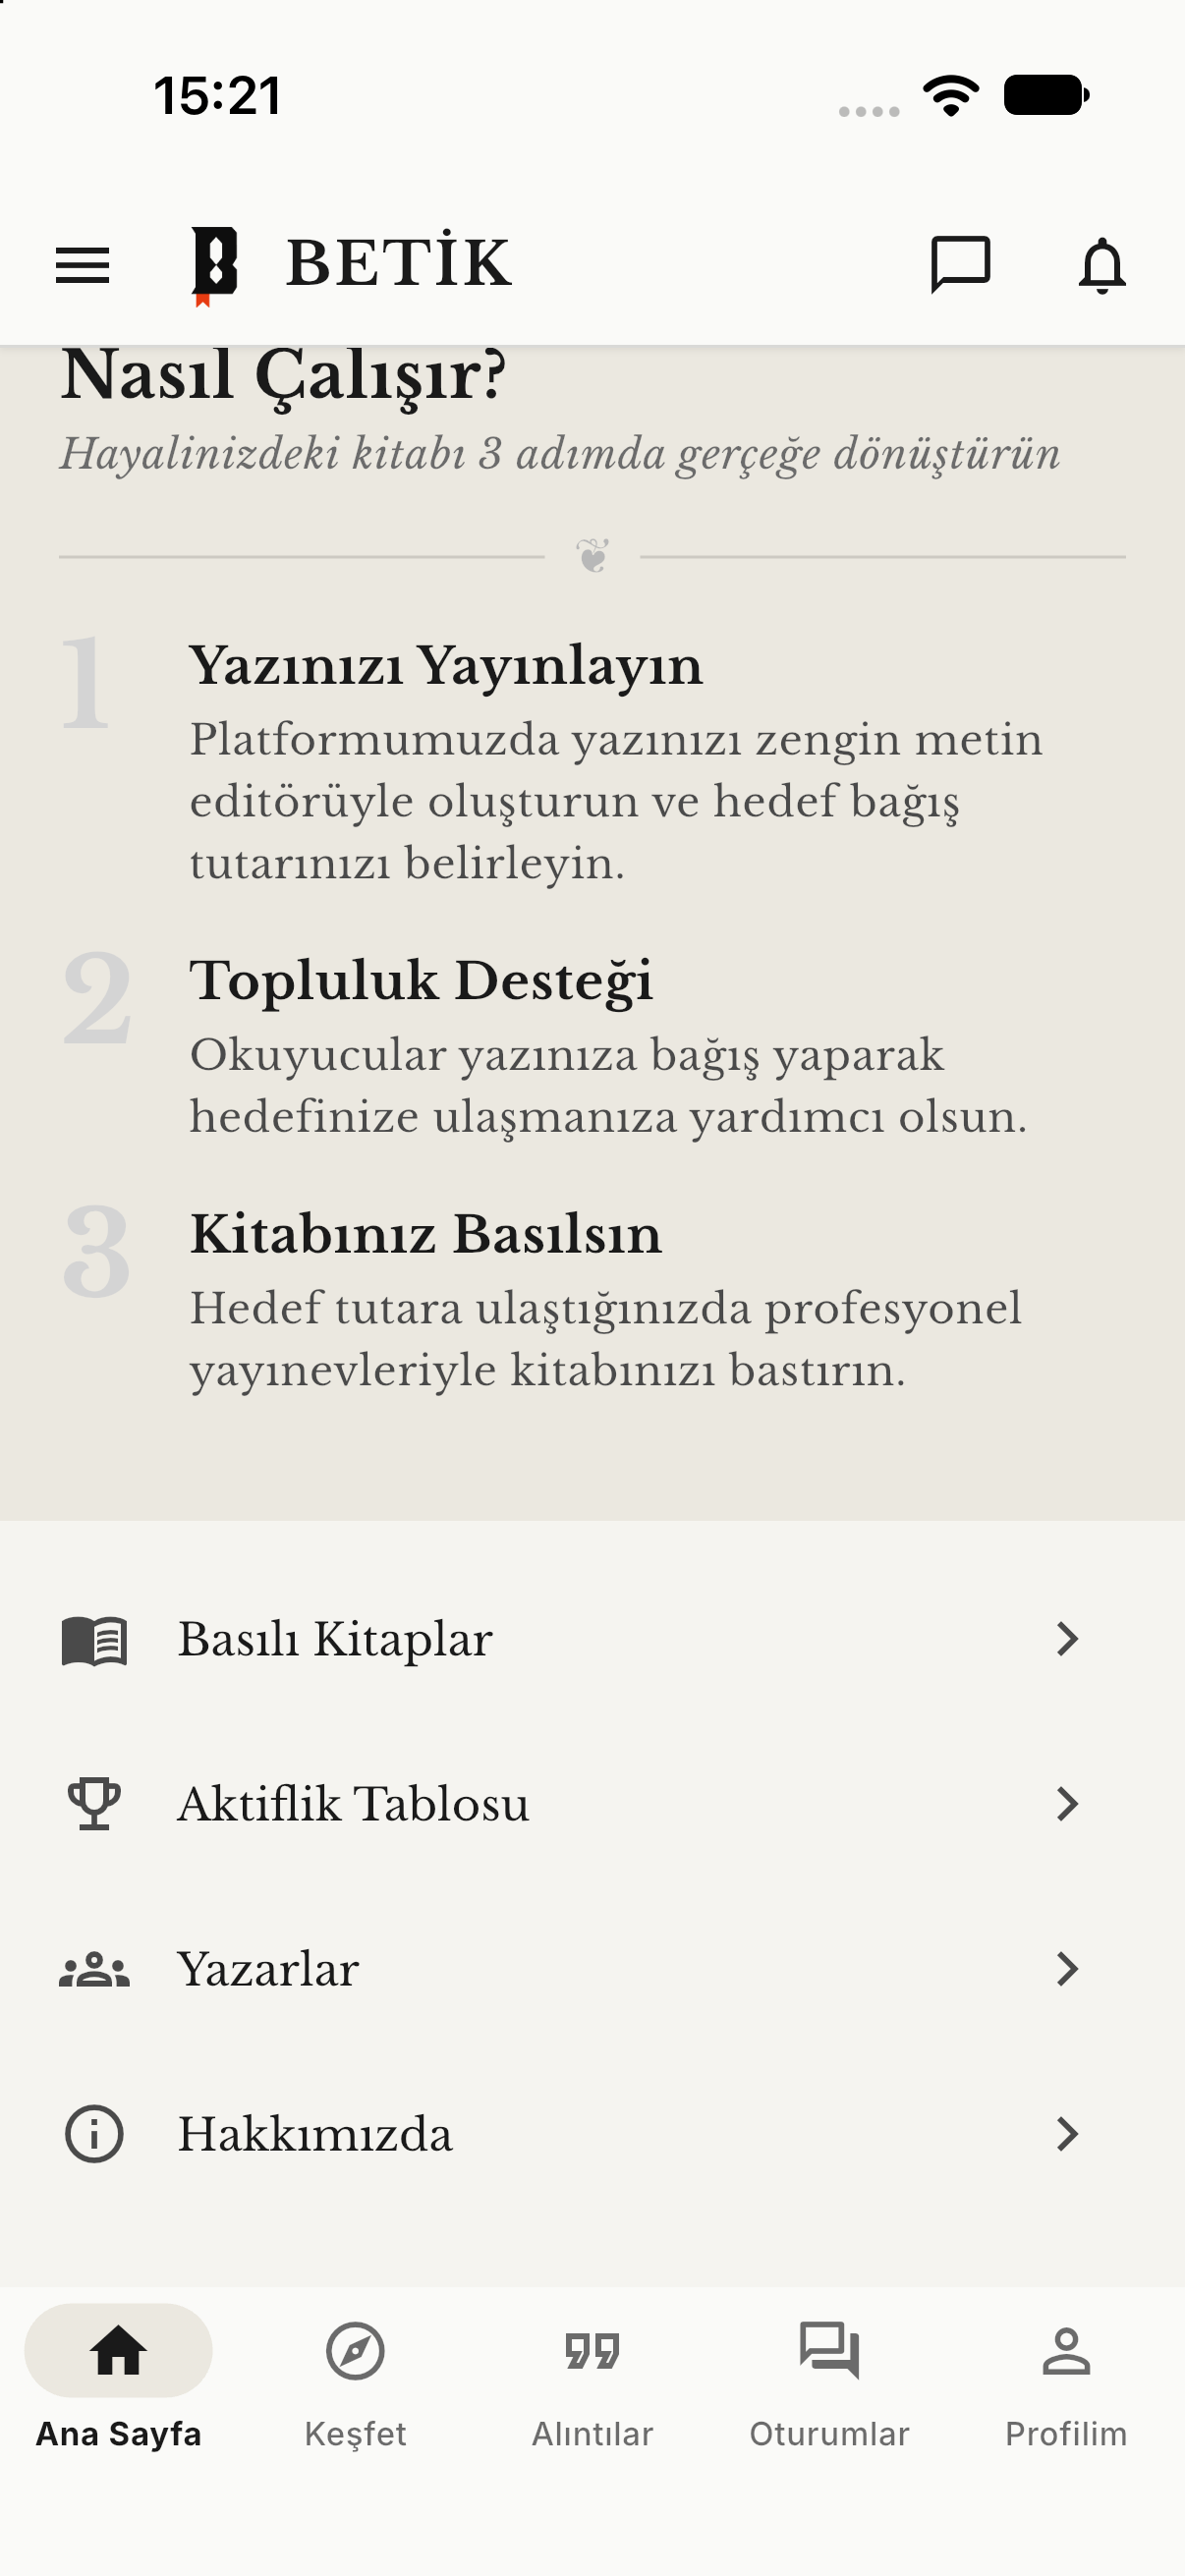 15:21
BETİK
Nasıl Çalışır?
Hayalinizdeki kitabı 3 adımda gerçeğe dönüştürün
1
Yazınızı Yayınlayın
Platformumuzda yazınızı zengin metin
editörüyle oluşturun ve hedef bağış
tutarınızı belirleyin.
2
Topluluk Desteği
Okuyucular yazınıza bağış yaparak
hedefinize ulaşmanıza yardımcı olsun.
3
Kitabınız Basılsın
Hedef tutara ulaştığınızda profesyonel
yayınevleriyle kitabınızı bastırın.
Basılı Kitaplar
Aktiflik Tablosu
Yazarlar
Hakkımızda
Ana Sayfa
Keşfet
Alıntılar
Oturumlar
Profilim